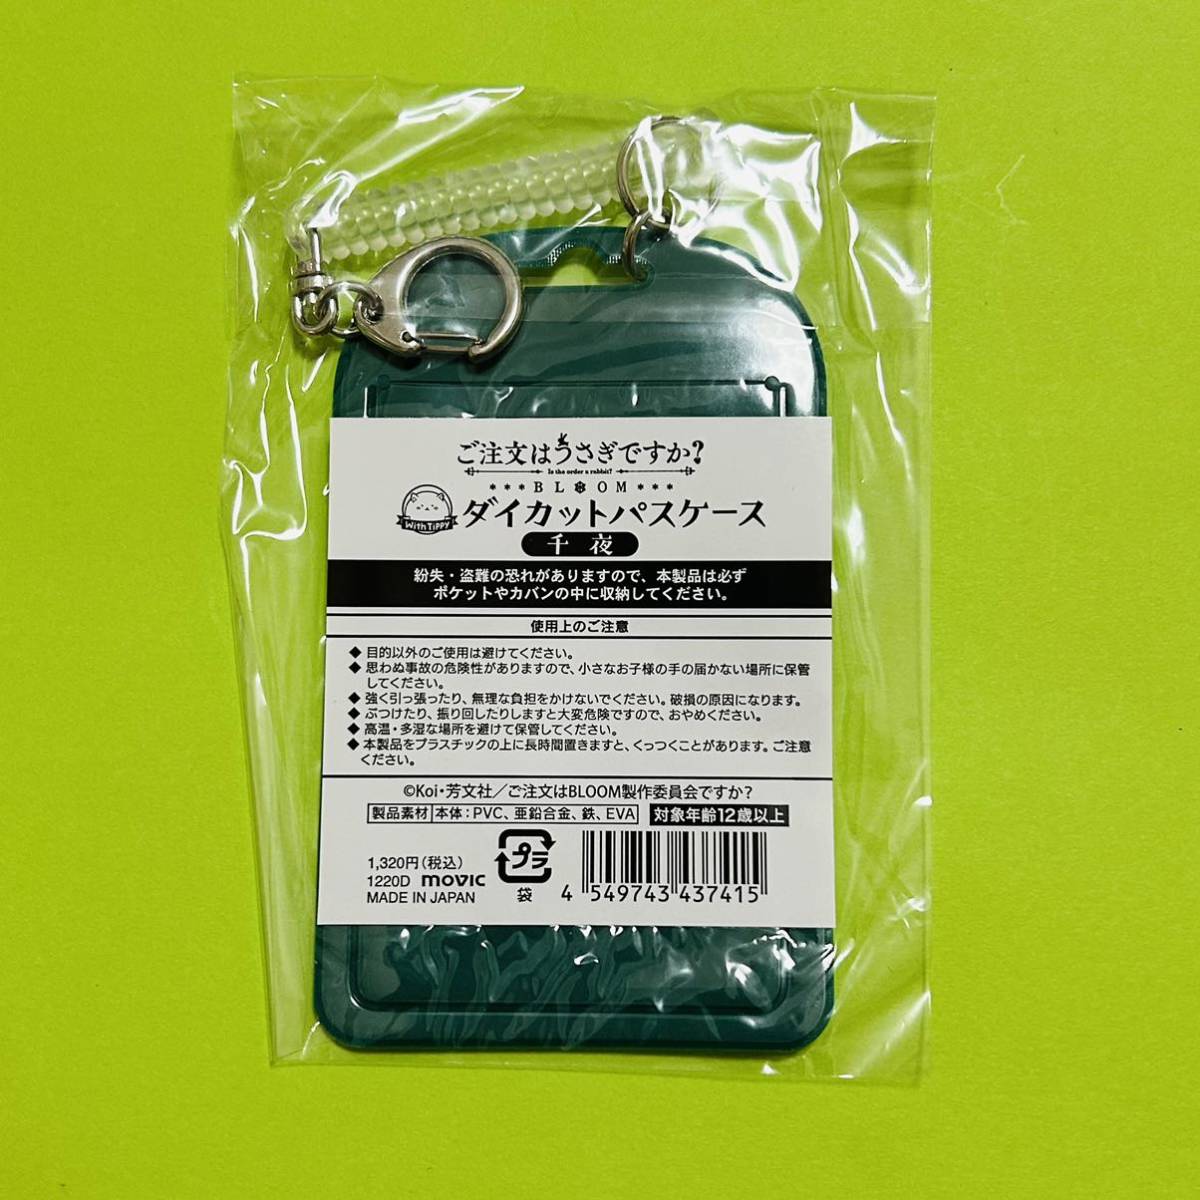 ご注文はうさぎですか?
Is the order a rabbit?
***BLOOM***
With Tippy
ダイカットパスケース
千夜
紛失・盗難の恐れがありますので、本製品は必ず
ポケットやカバンの中に収納してください。
使用上のご注意
◆目的以外のご使用は避けてください。
◆思わぬ事故の危険性がありますので、小さなお子様の手の届かない場所に保管
してください。
◆強く引っ張ったり、無理な負担をかけないでください。破損の原因になります。
◆ぶつけたり、振り回したりしますと大変危険ですので、おやめください。
◆高温・多湿な場所を避けて保管してください。
◆本製品をプラスチックの上に長時間置きますと、くっつくことがあります。ご注意
ください。
©Koi・芳文社／ご注文はBLOOM製作委員会ですか?
製品素材 本体:PVC、亜鉛合金、鉄、EVA 対象年齢12歳以上
1,320円(税込)
1220D movic
MADE IN JAPAN
プラ
袋
4 549743 437415